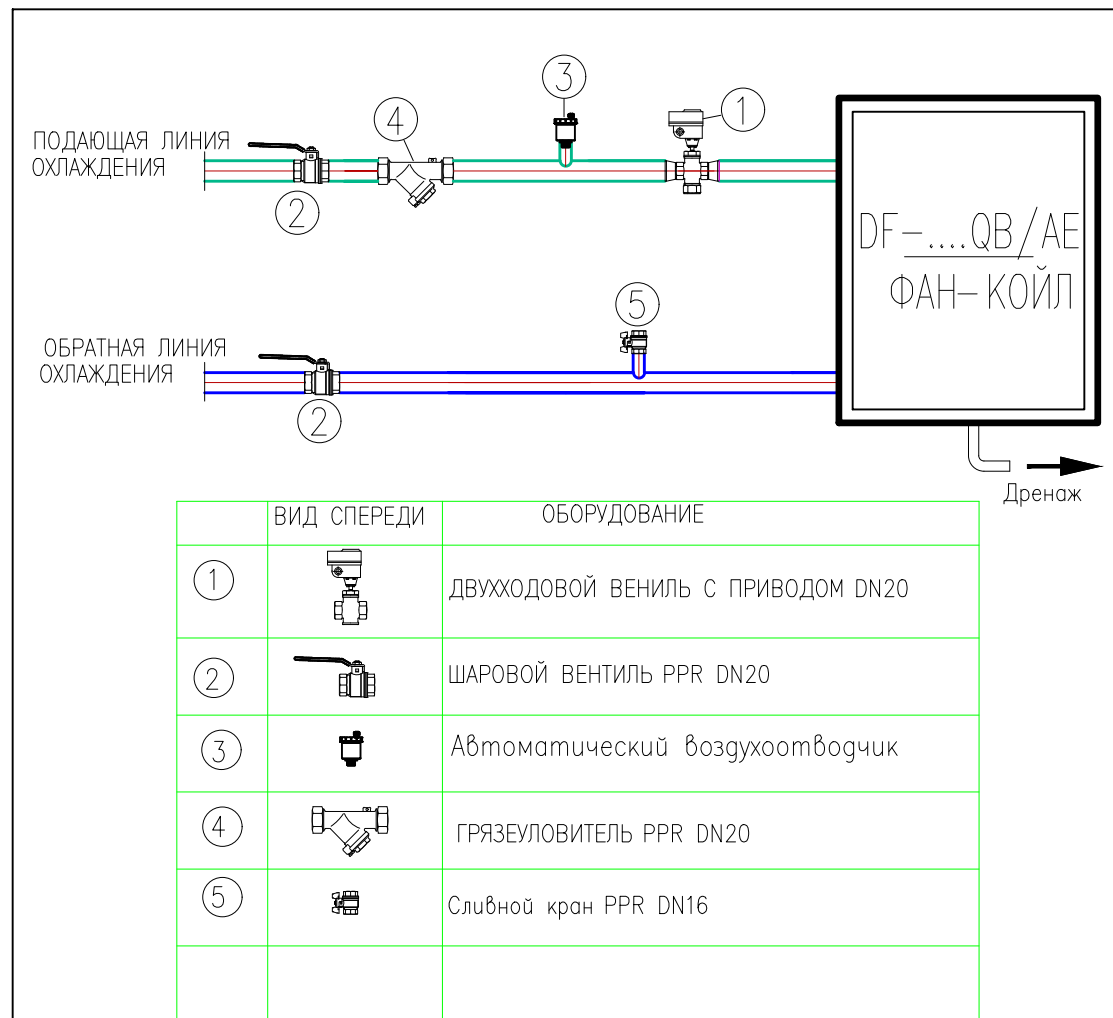 3
1
4
ПОДАЮЩАЯ ЛИНИЯ
ОХЛАЖДЕНИЯ
2
DF-....QB/AE
ФАН-КОЙЛ
5
ОБРАТНАЯ ЛИНИЯ
ОХЛАЖДЕНИЯ
2
Дренаж
ВИД СПЕРЕДИ ОБОРУДОВАНИЕ
1 ДВУХХОДОВОЙ ВЕНИЛЬ С ПРИВОДОМ DN20
2 ШАРОВОЙ ВЕНТИЛЬ PPR DN20
3 Автоматический воздухоотводчик
4 ГРЯЗЕУЛОВИТЕЛЬ PPR DN20
5 Сливной кран PPR DN16